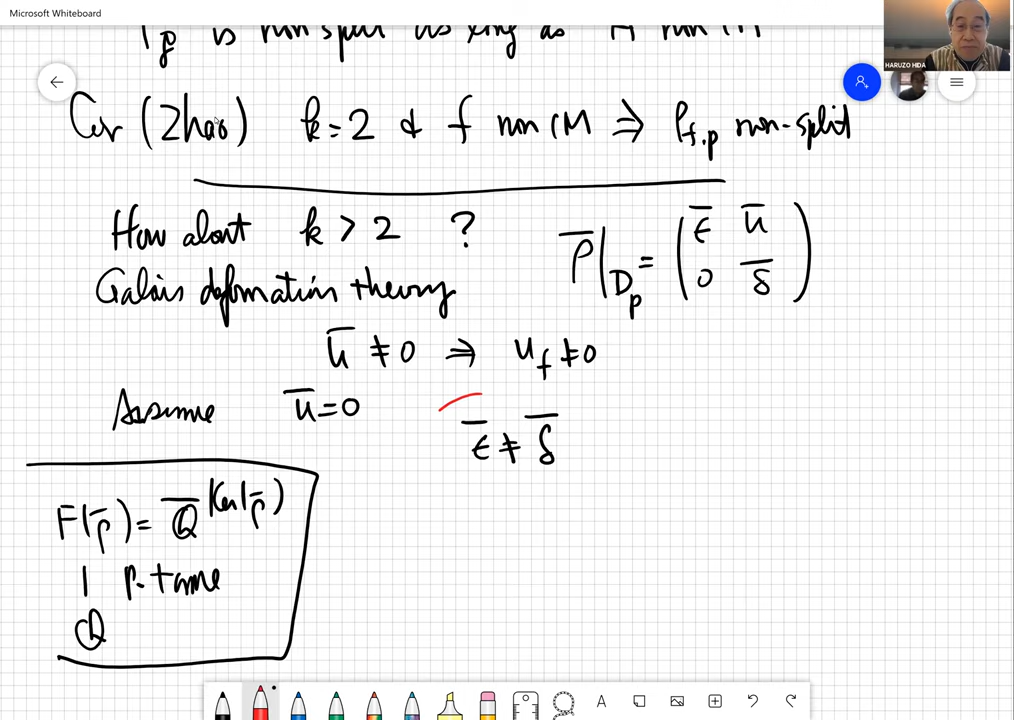 Microsoft Whiteboard
HARUZO HIDA
Cor (Zhao) k=2 & f non CM ⇒ ρ_{f,p} non-split
How about k > 2 ?
ρ̄|_{D_p} = ( ε̄ ū
0 δ̄ )
Galois deformation theory
ū ≠ 0 ⇒ u_f ≠ 0
Assume ū = 0
ε̄ ≠ δ̄
F(ρ̄) = Q̄^{Ker(ρ̄)}
| p-tame
Q
A